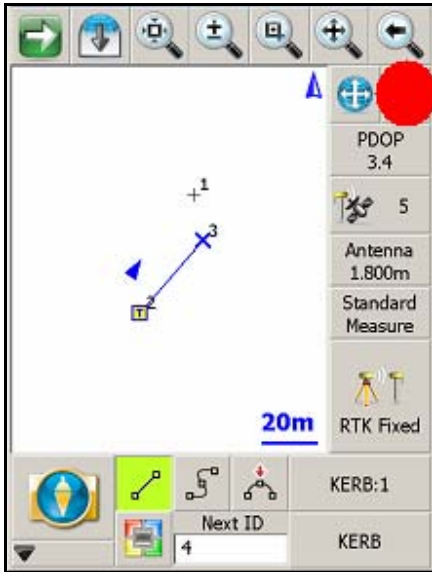 PDOP
3.4
1
5
3
Antenna
1.800m
2
T
Standard
Measure
20m
RTK Fixed
KERB:1
Next ID
4
KERB